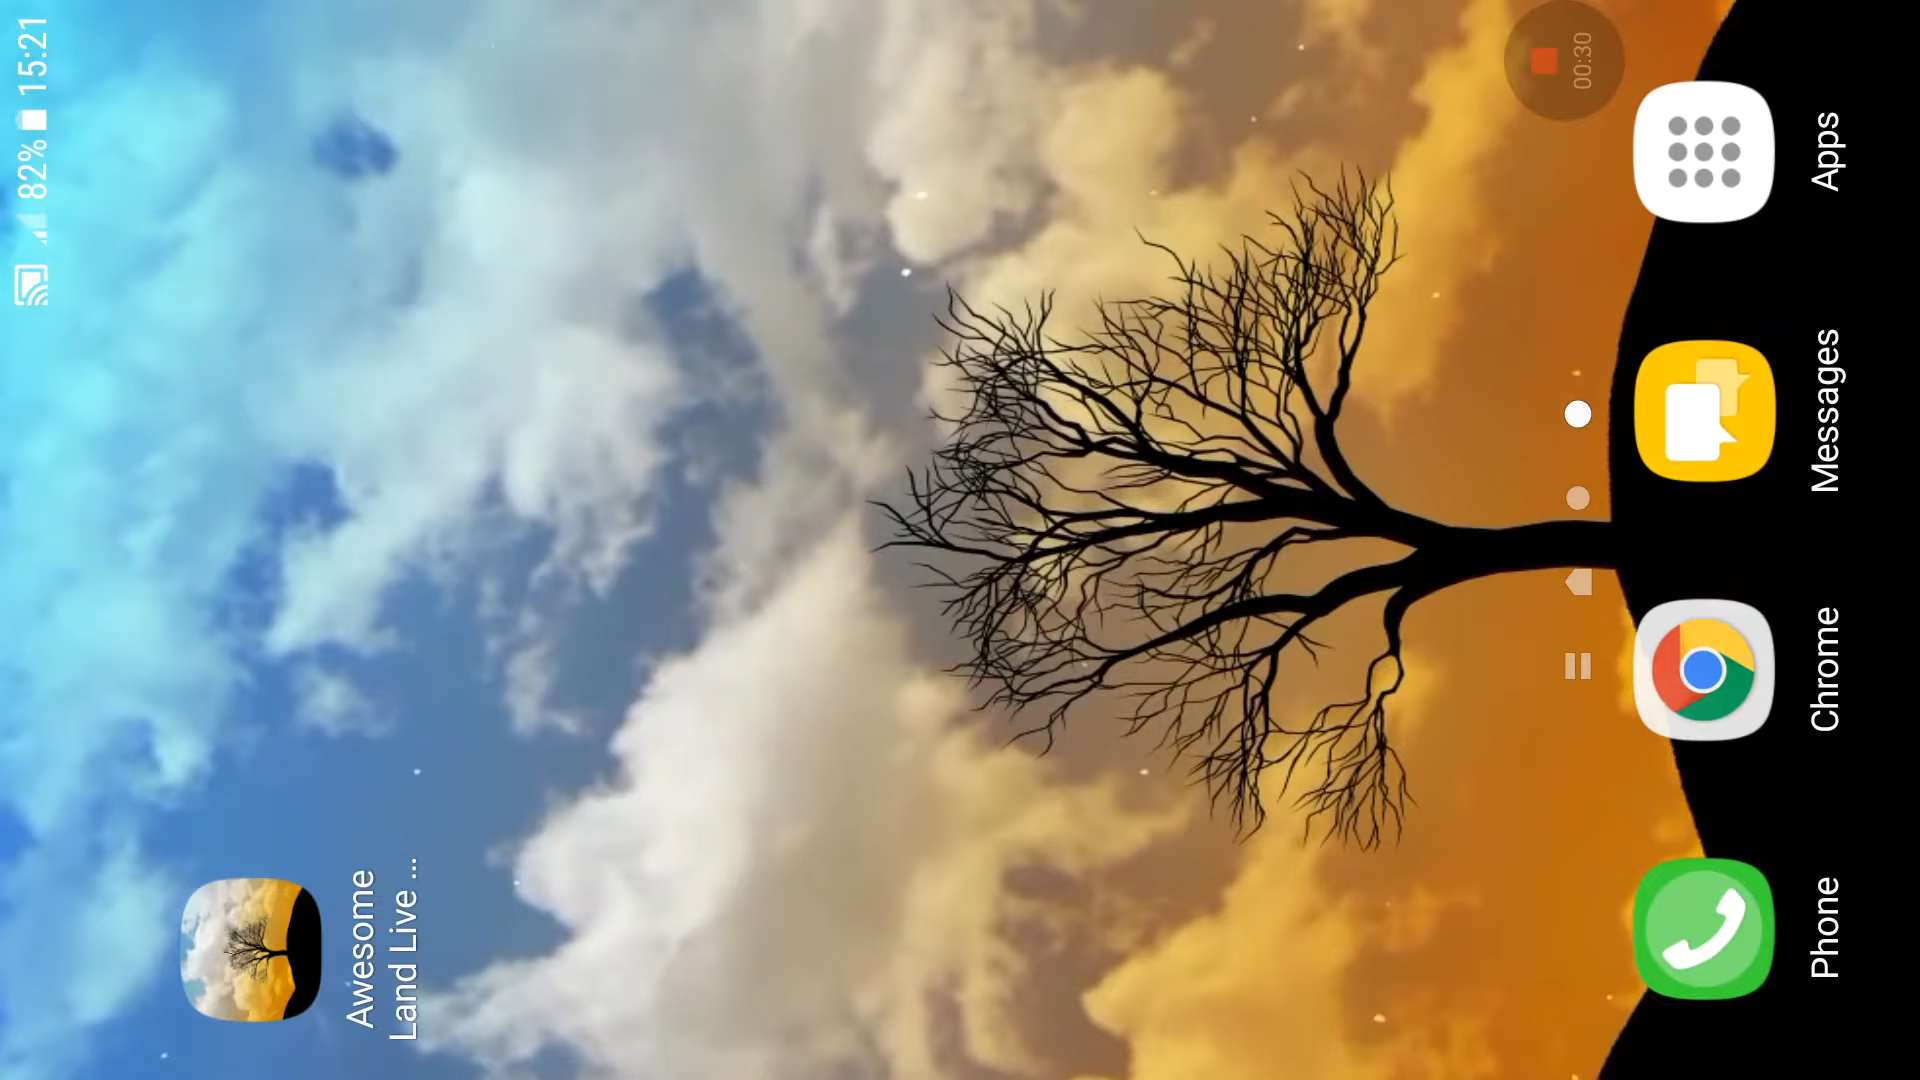 82% 15:21
00:30
Awesome
Land Live ...
Phone
Chrome
Messages
Apps